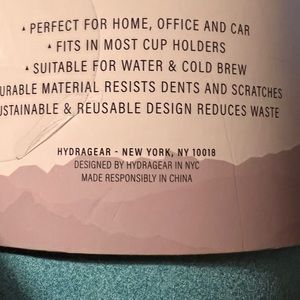 ▲ PERFECT FOR HOME, OFFICE AND CAR
▲ FITS IN MOST CUP HOLDERS
▲ SUITABLE FOR WATER & COLD BREW
URABLE MATERIAL RESISTS DENTS AND SCRATCHES
USTAINABLE & REUSABLE DESIGN REDUCES WASTE
HYDRAGEAR - NEW YORK, NY 10018
DESIGNED BY HYDRAGEAR IN NYC
MADE RESPONSIBLY IN CHINA